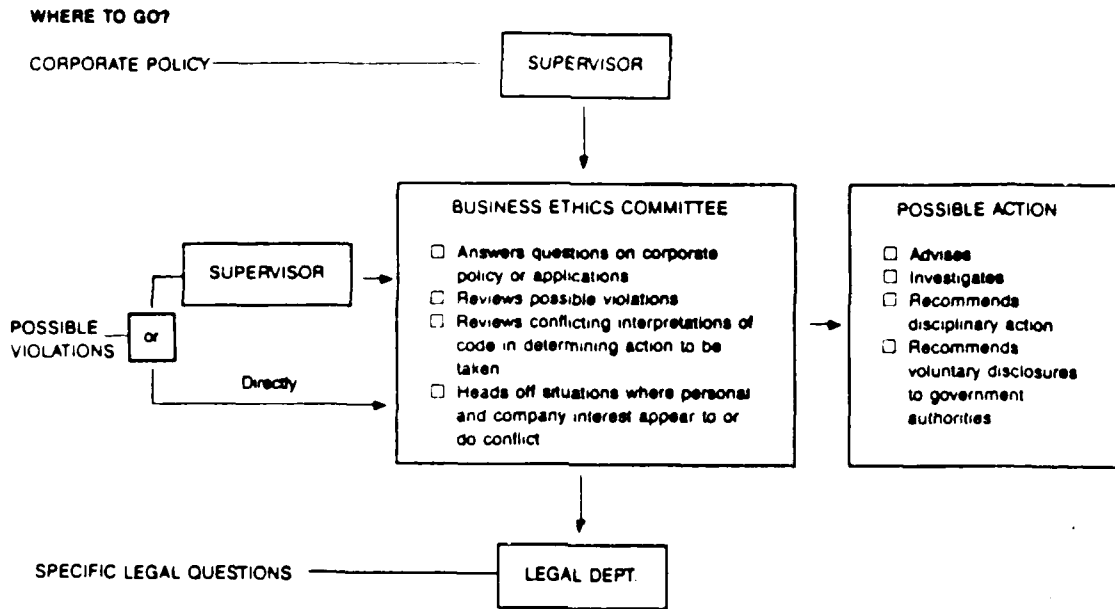 WHERE TO GO?
CORPORATE POLICY
SUPERVISOR
BUSINESS ETHICS COMMITTEE
☐ Answers questions on corporate
policy or applications
☐ Reviews possible violations
☐ Reviews conflicting interpretations of
code in determining action to be
taken
☐ Heads off situations where personal
and company interest appear to or
do conflict
POSSIBLE ACTION
☐ Advises
☐ Investigates
☐ Recommends
disciplinary action
☐ Recommends
voluntary disclosures
to government
authorities
SUPERVISOR
POSSIBLE
VIOLATIONS
or
Directly
SPECIFIC LEGAL QUESTIONS
LEGAL DEPT.